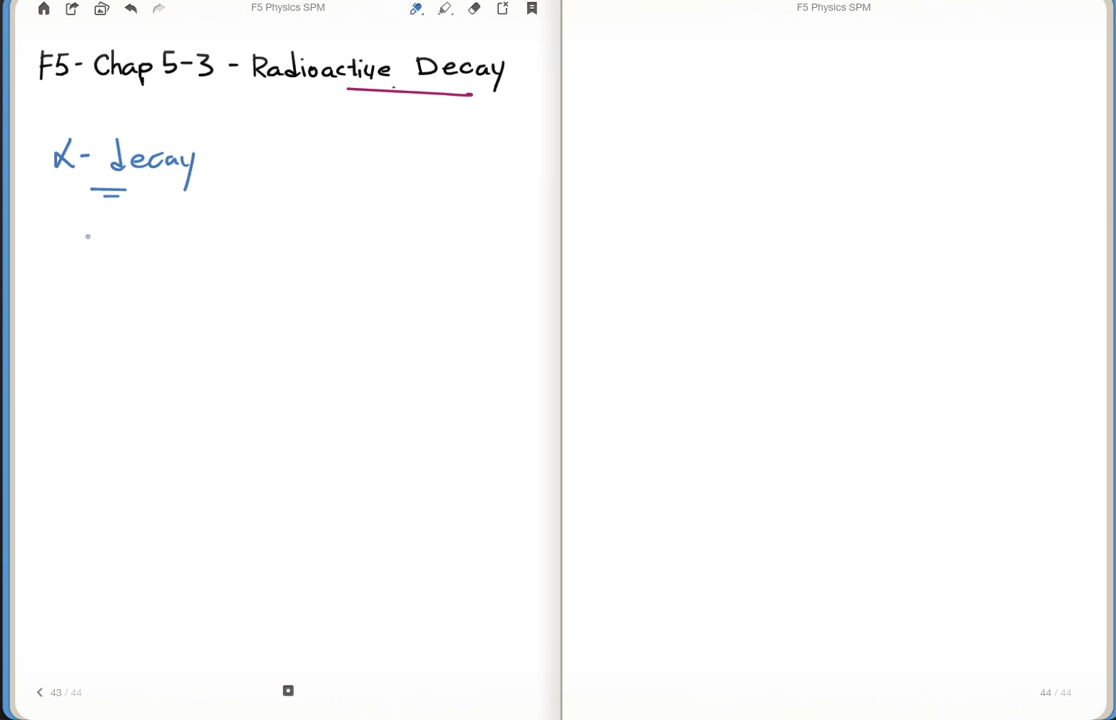 F5 Physics SPM
F5 Physics SPM
F5- Chap 5-3 - Radioactive Decay
α- decay
43 / 44
44 / 44